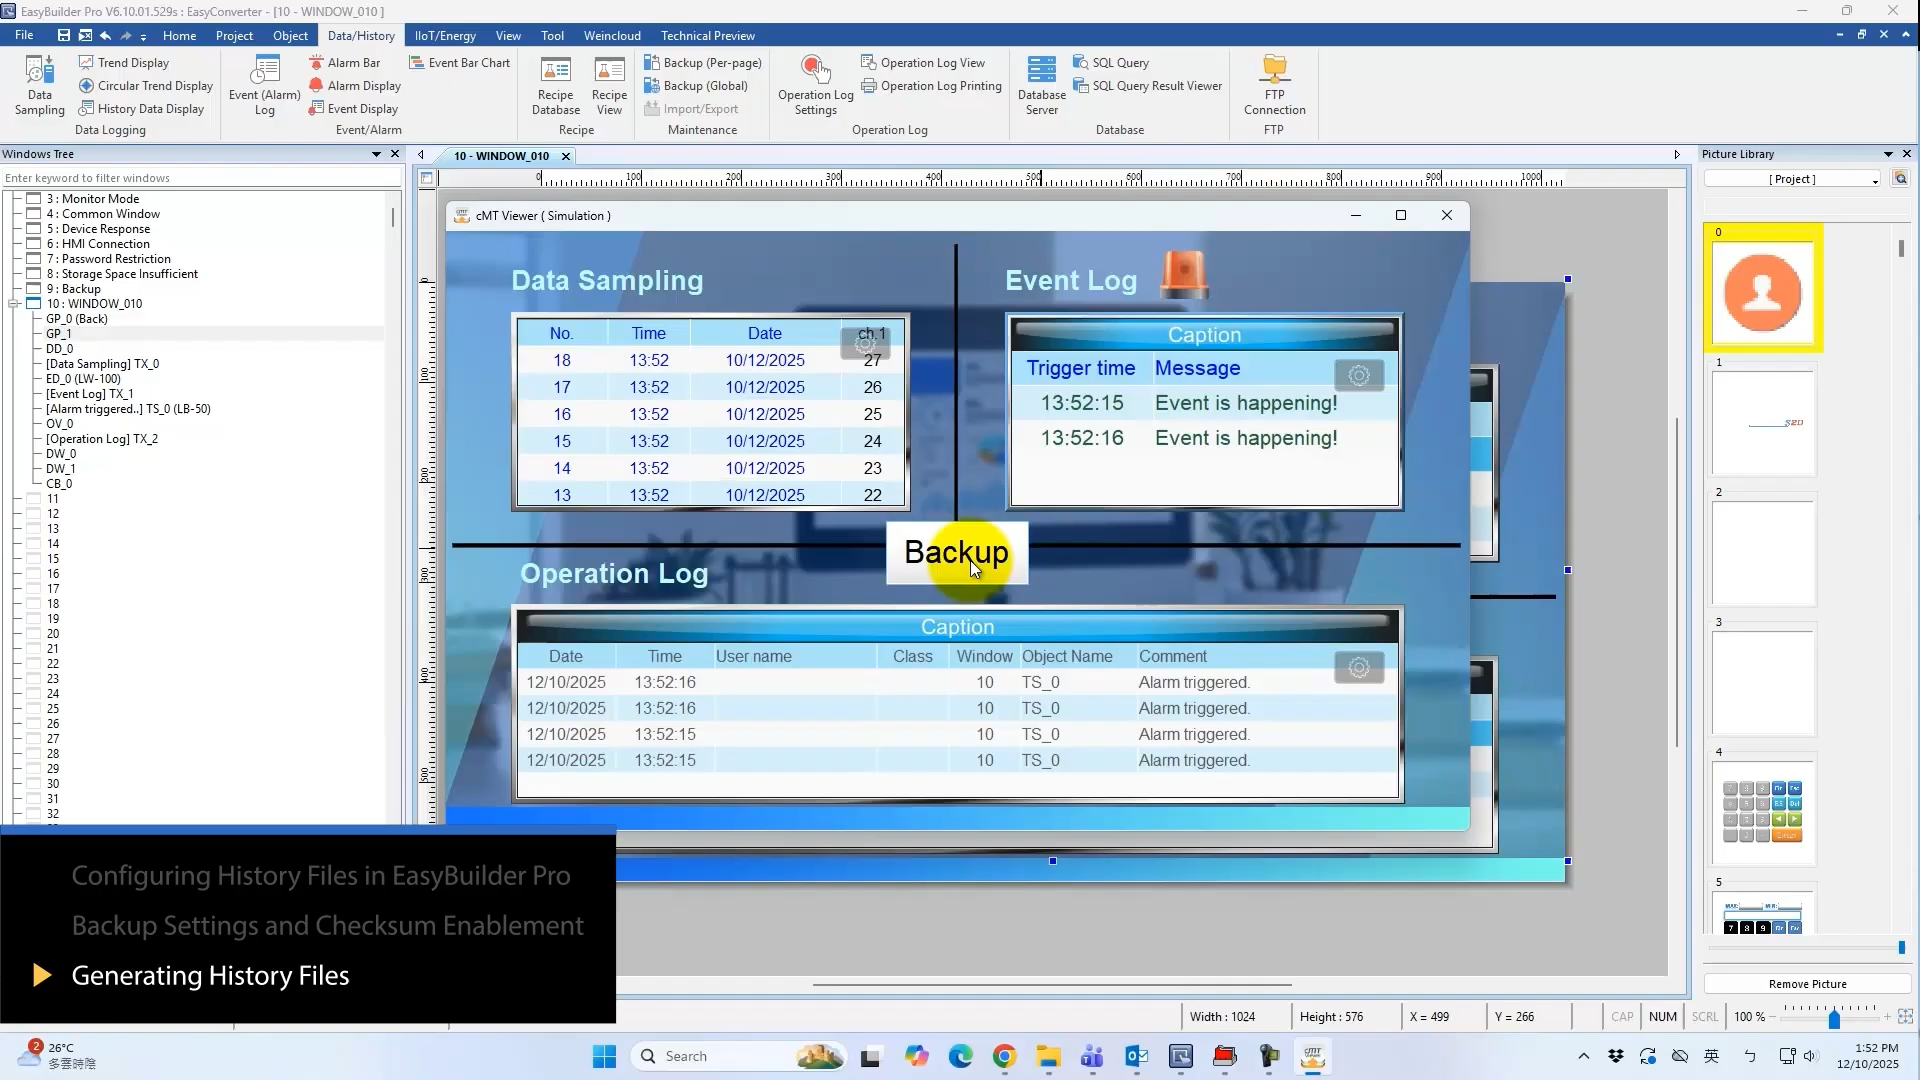 EasyBuilder Pro V6.10.01.529s : EasyConverter - [10 - WINDOW_010 ]
File
Home
Project
Object
Data/History
IIoT/Energy
View
Tool
Weincloud
Technical Preview
Data
Sampling
Trend Display
Circular Trend Display
History Data Display
Data Logging
Event (Alarm)
Log
Alarm Bar
Alarm Display
Event Display
Event Bar Chart
Event/Alarm
Recipe
Database
Recipe
View
Recipe
Backup (Per-page)
Backup (Global)
Import/Export
Maintenance
Operation Log
Settings
Operation Log View
Operation Log Printing
Operation Log
Database
Server
SQL Query
SQL Query Result Viewer
Database
FTP
Connection
FTP
Windows Tree
Enter keyword to filter windows
3 : Monitor Mode
4 : Common Window
5 : Device Response
6 : HMI Connection
7 : Password Restriction
8 : Storage Space Insufficient
9 : Backup
10 : WINDOW_010
GP_0 (Back)
GP_1
DD_0
[Data Sampling] TX_0
ED_0 (LW-100)
[Event Log] TX_1
[Alarm triggered..] TS_0 (LB-50)
OV_0
[Operation Log] TX_2
DW_0
DW_1
CB_0
11
12
13
14
15
16
17
18
19
20
21
22
23
24
25
26
27
28
29
30
31
32
10 - WINDOW_010
0 100 200 300 400 500 600 700 800 900 1000
cMT Viewer ( Simulation )
Data Sampling
No. Time Date ch.1
18 13:52 10/12/2025 27
17 13:52 10/12/2025 26
16 13:52 10/12/2025 25
15 13:52 10/12/2025 24
14 13:52 10/12/2025 23
13 13:52 10/12/2025 22
Event Log
Caption
Trigger time Message
13:52:15 Event is happening!
13:52:16 Event is happening!
Backup
Operation Log
Caption
Date Time User name Class Window Object Name Comment
12/10/2025 13:52:16 10 TS_0 Alarm triggered.
12/10/2025 13:52:16 10 TS_0 Alarm triggered.
12/10/2025 13:52:15 10 TS_0 Alarm triggered.
12/10/2025 13:52:15 10 TS_0 Alarm triggered.
Picture Library
[ Project ]
0
1
2
3
4
5
7 8 9
Remove Picture
Configuring History Files in EasyBuilder Pro
Backup Settings and Checksum Enablement
Generating History Files
Width : 1024
Height : 576
X = 499
Y = 266
CAP
NUM
SCRL
100 %
2
26°C
多雲時陰
Search
英
1:52 PM
12/10/2025